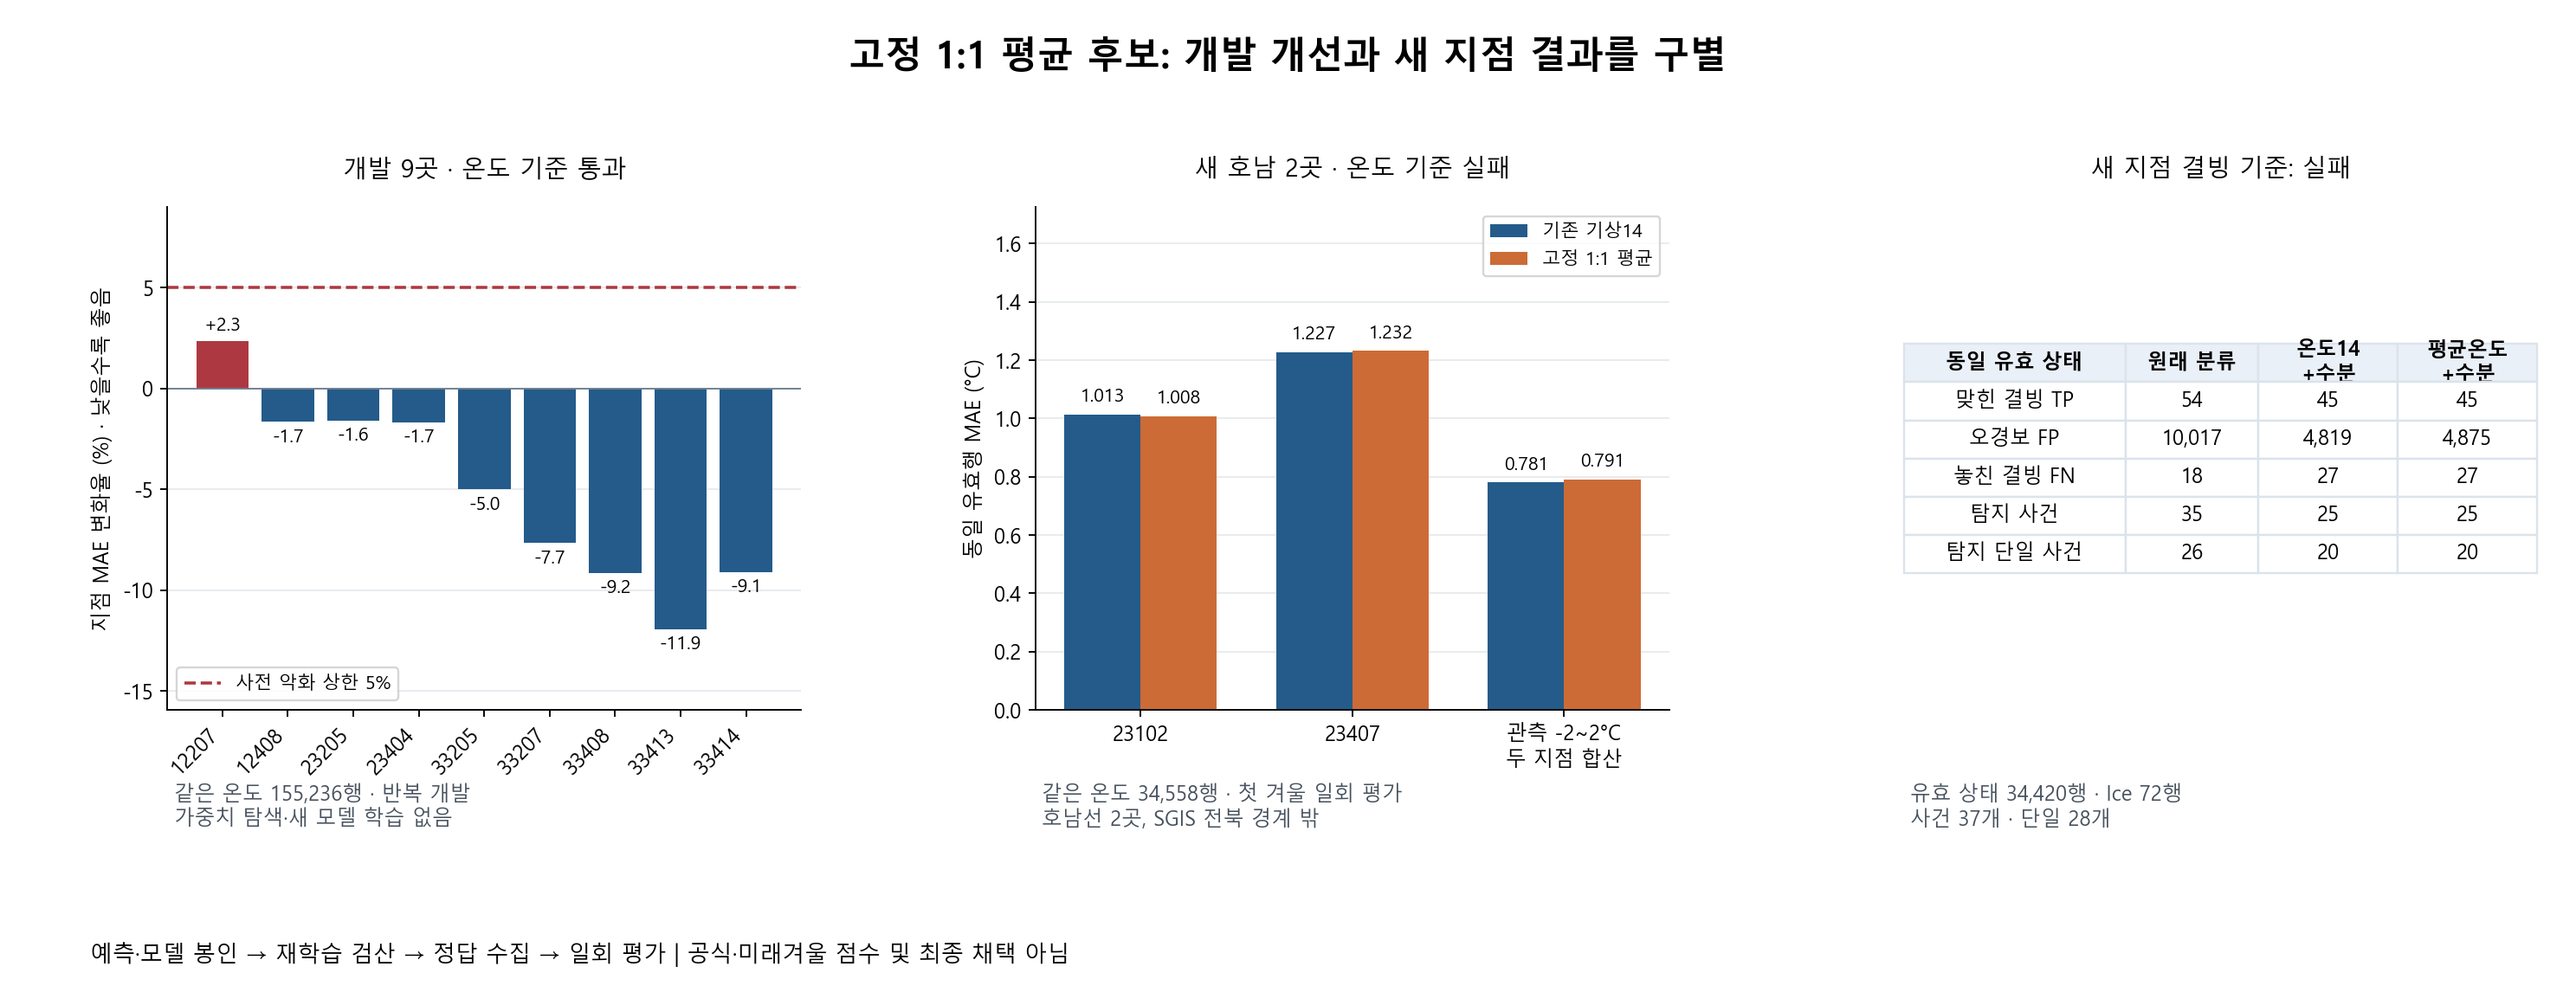 고정 1:1 평균 후보: 개발 개선과 새 지점 결과를 구별
개발 9곳 · 온도 기준 통과
지점 MAE 변화율 (%) · 낮을수록 좋음
5
0
-5
-10
-15
+2.3
-1.7
-1.6
-1.7
-5.0
-7.7
-9.2
-11.9
-9.1
사전 악화 상한 5%
12207
12408
23205
23404
33205
33207
33408
33413
33414
같은 온도 155,236행 · 반복 개발
가중치 탐색·새 모델 학습 없음
새 호남 2곳 · 온도 기준 실패
동일 유효행 MAE (°C)
1.6
1.4
1.2
1.0
0.8
0.6
0.4
0.2
0.0
기존 기상14
고정 1:1 평균
1.013
1.008
1.227
1.232
0.781
0.791
23102
23407
관측 -2~2°C
두 지점 합산
같은 온도 34,558행 · 첫 겨울 일회 평가
호남선 2곳, SGIS 전북 경계 밖
새 지점 결빙 기준: 실패
동일 유효 상태 원래 분류 온도14 +수분 평균온도 +수분
맞힌 결빙 TP 54 45 45
오경보 FP 10,017 4,819 4,875
놓친 결빙 FN 18 27 27
탐지 사건 35 25 25
탐지 단일 사건 26 20 20
유효 상태 34,420행 · Ice 72행
사건 37개 · 단일 28개
예측·모델 봉인 → 재학습 검산 → 정답 수집 → 일회 평가 | 공식·미래겨울 점수 및 최종 채택 아님